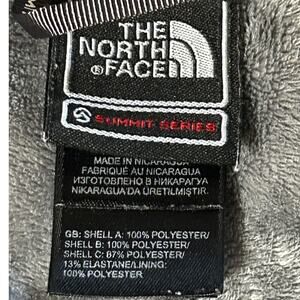 THE
NORTH
®FACE
SUMMIT SERIES
MADE IN NICARAGUA
FABRIQUÉ AU NICARAGUA
ИЗГОТОВЛЕНО В НИКАРАГУА
NIKARAGUA'DA ÜRETILMIŞTIR.
GB: SHELL A: 100% POLYESTER/
SHELL B: 100% POLYESTER/
SHELL C: 87% POLYESTER/
13% ELASTANE/LINING:
100% POLYESTER